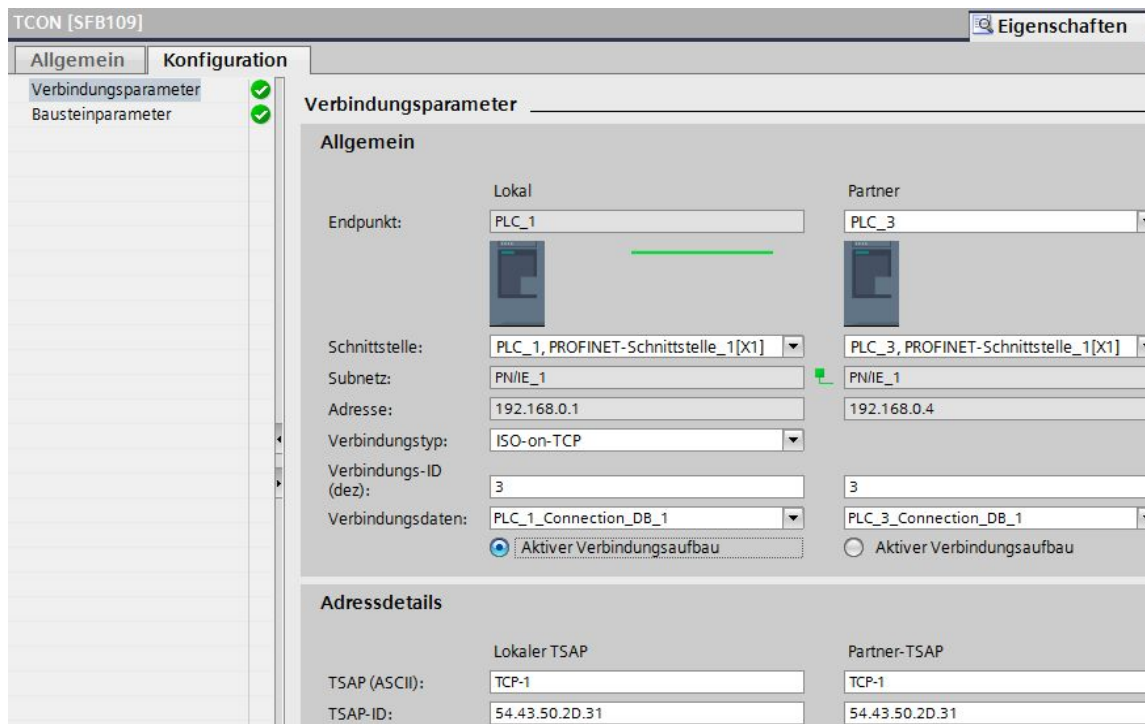 TCON [SFB109]
Eigenschaften
Allgemein
Konfiguration
Verbindungsparameter
Bausteinparameter
Verbindungsparameter
Allgemein
Lokal
Partner
Endpunkt:
PLC_1
PLC_3
Schnittstelle:
PLC_1, PROFINET-Schnittstelle_1[X1]
PLC_3, PROFINET-Schnittstelle_1[X1]
Subnetz:
PN/IE_1
PN/IE_1
Adresse:
192.168.0.1
192.168.0.4
Verbindungstyp:
ISO-on-TCP
Verbindungs-ID
(dez):
3
3
Verbindungsdaten:
PLC_1_Connection_DB_1
PLC_3_Connection_DB_1
Aktiver Verbindungsaufbau
Aktiver Verbindungsaufbau
Adressdetails
Lokaler TSAP
Partner-TSAP
TSAP (ASCII):
TCP-1
TCP-1
TSAP-ID:
54.43.50.2D.31
54.43.50.2D.31